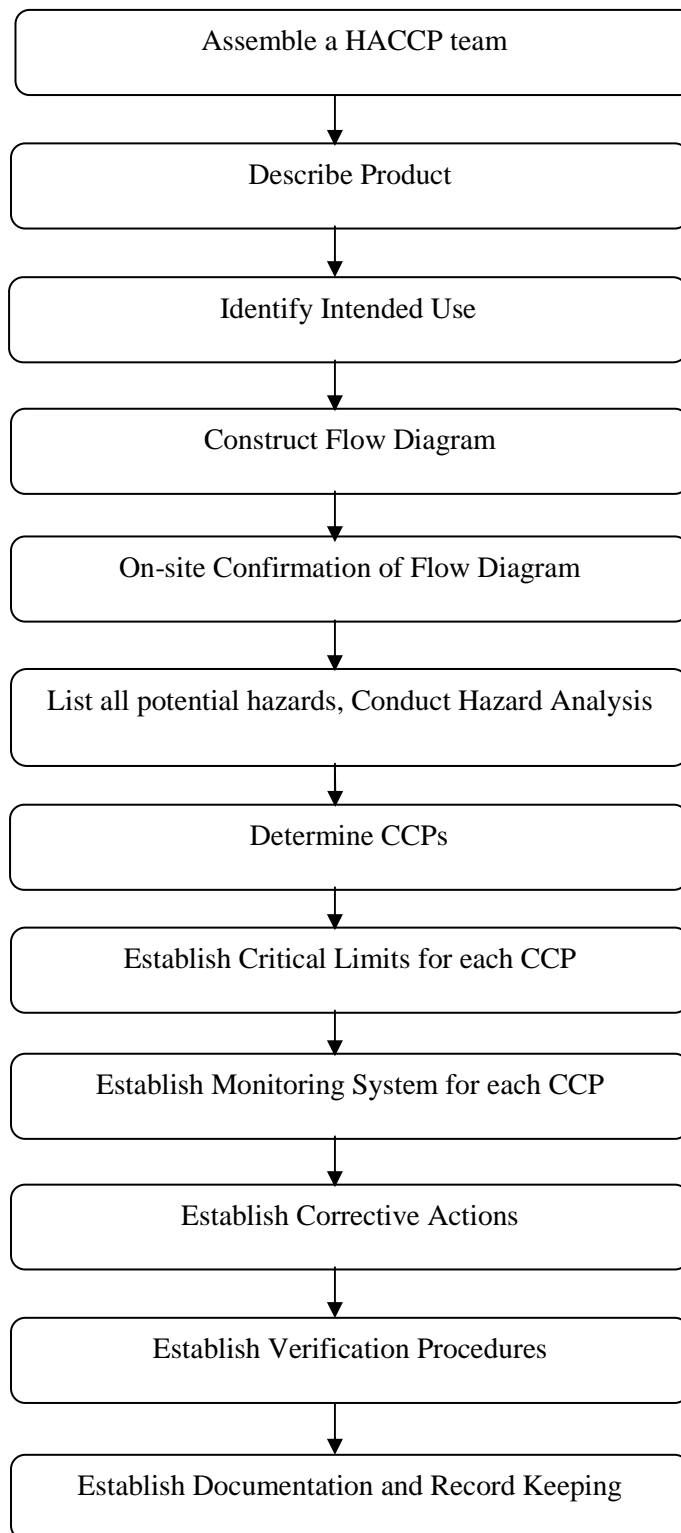 Assemble a HACCP team
Describe Product
Identify Intended Use
Construct Flow Diagram
On-site Confirmation of Flow Diagram
List all potential hazards, Conduct Hazard Analysis
Determine CCPs
Establish Critical Limits for each CCP
Establish Monitoring System for each CCP
Establish Corrective Actions
Establish Verification Procedures
Establish Documentation and Record Keeping